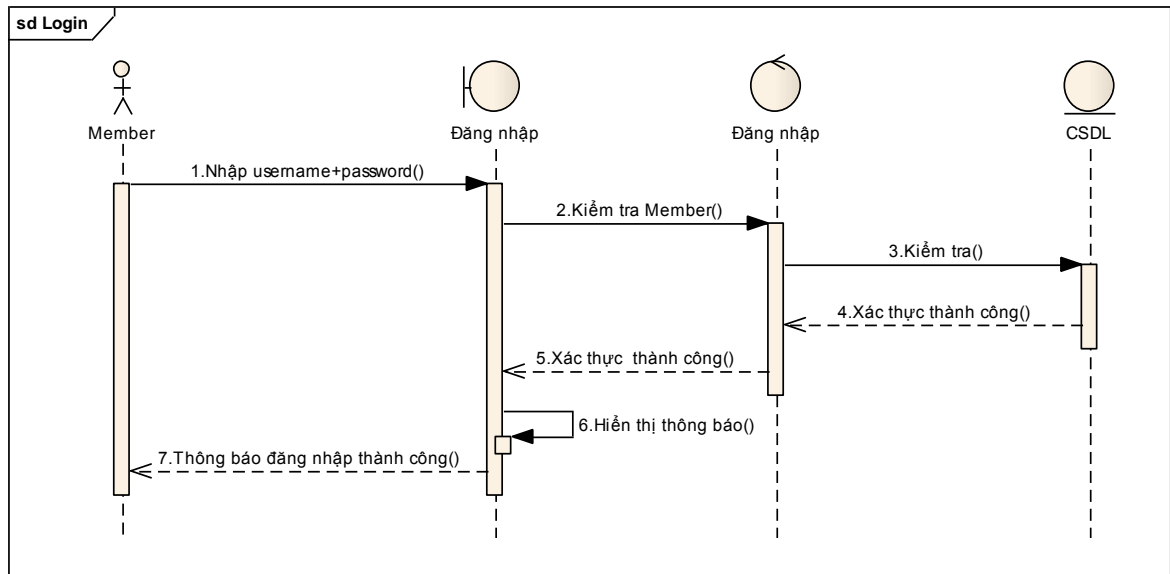 sd Login
Member
Đăng nhập
Đăng nhập
CSDL
1.Nhập username+password()
2.Kiểm tra Member()
3.Kiểm tra()
4.Xác thực thành công()
5.Xác thực  thành công()
6.Hiển thị thông báo()
7.Thông báo đăng nhập thành công()